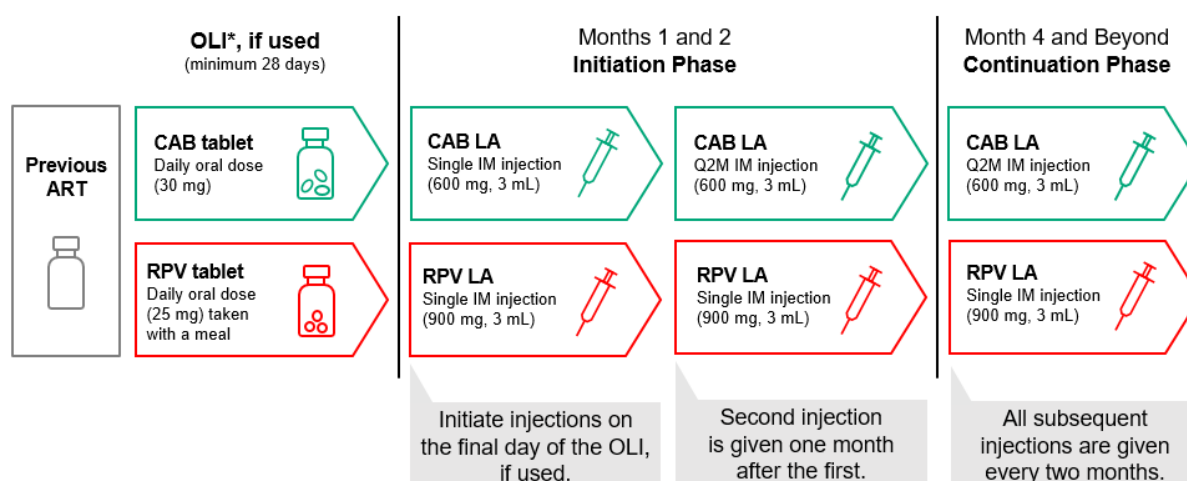 OLI*, if used
(minimum 28 days)
Months 1 and 2
Initiation Phase
Month 4 and Beyond
Continuation Phase
Previous
ART
CAB tablet
Daily oral dose
(30 mg)
CAB LA
Single IM injection
(600 mg, 3 mL)
CAB LA
Q2M IM injection
(600 mg, 3 mL)
CAB LA
Q2M IM injection
(600 mg, 3 mL)
RPV tablet
Daily oral dose
(25 mg) taken
with a meal
RPV LA
Single IM injection
(900 mg, 3 mL)
RPV LA
Single IM injection
(900 mg, 3 mL)
RPV LA
Single IM injection
(900 mg, 3 mL)
Initiate injections on
the final day of the OLI,
if used.
Second injection
is given one month
after the first.
All subsequent
injections are given
every two months.